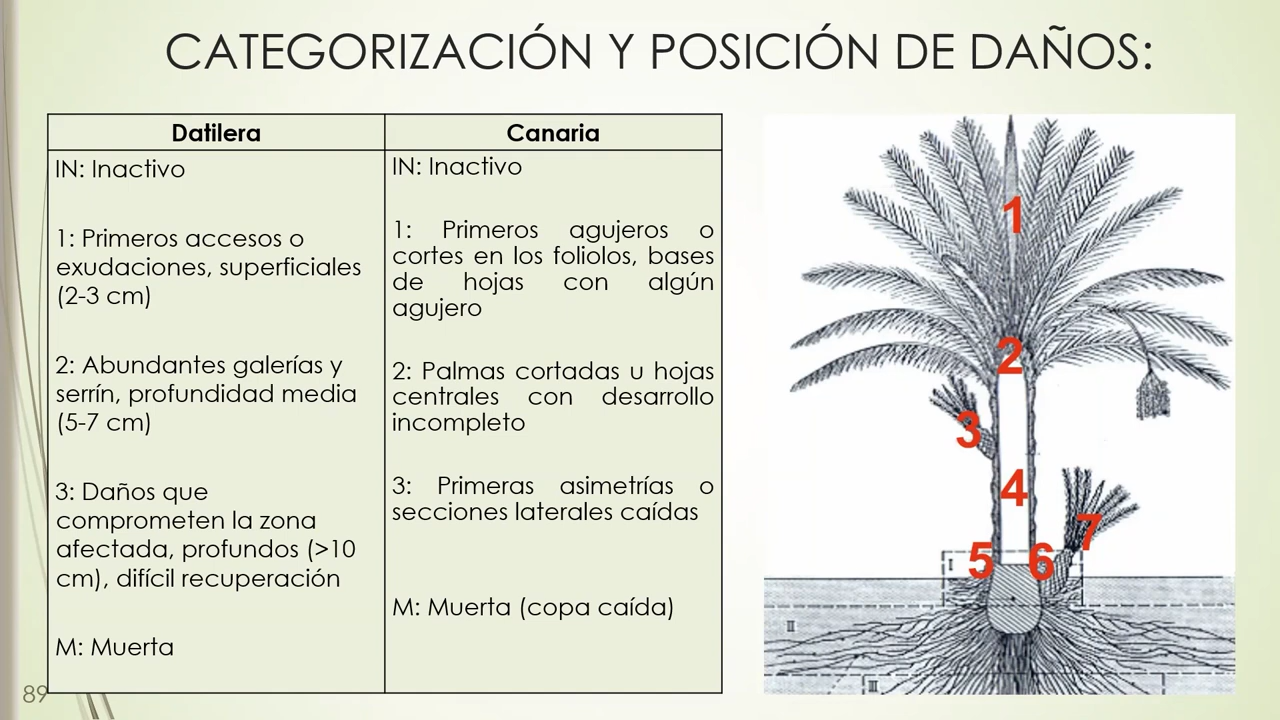 CATEGORIZACIÓN Y POSICIÓN DE DAÑOS:
Datilera
IN: Inactivo
1: Primeros accesos o
exudaciones, superficiales
(2-3 cm)
2: Abundantes galerías y
serrín, profundidad media
(5-7 cm)
3: Daños que
comprometen la zona
afectada, profundos (>10
cm), difícil recuperación
M: Muerta
Canaria
IN: Inactivo
1: Primeros agujeros o
cortes en los foliolos, bases
de hojas con algún
agujero
2: Palmas cortadas u hojas
centrales con desarrollo
incompleto
3: Primeras asimetrías o
secciones laterales caídas
M: Muerta (copa caída)
1
2
3
4
5
6
7
I
II
III
89